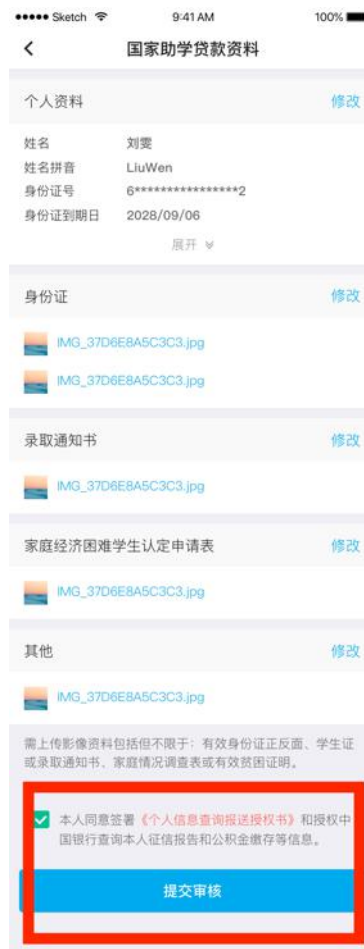 Sketch 9:41 AM 100%
国家助学贷款资料
个人资料 修改
姓名 刘雯
姓名拼音 LiuWen
身份证号 6****************2
身份证到期日 2028/09/06
展开
身份证 修改
IMG_37D6E8A5C3C3.jpg
IMG_37D6E8A5C3C3.jpg
录取通知书 修改
IMG_37D6E8A5C3C3.jpg
家庭经济困难学生认定申请表 修改
IMG_37D6E8A5C3C3.jpg
其他 修改
IMG_37D6E8A5C3C3.jpg
需上传影像资料包括但不限于：有效身份证正反面、学生证
或录取通知书、家庭情况调查表或有效贫困证明。
本人同意签署《个人信息查询报送授权书》和授权中
国银行查询本人征信报告和公积金缴存等信息。
提交审核